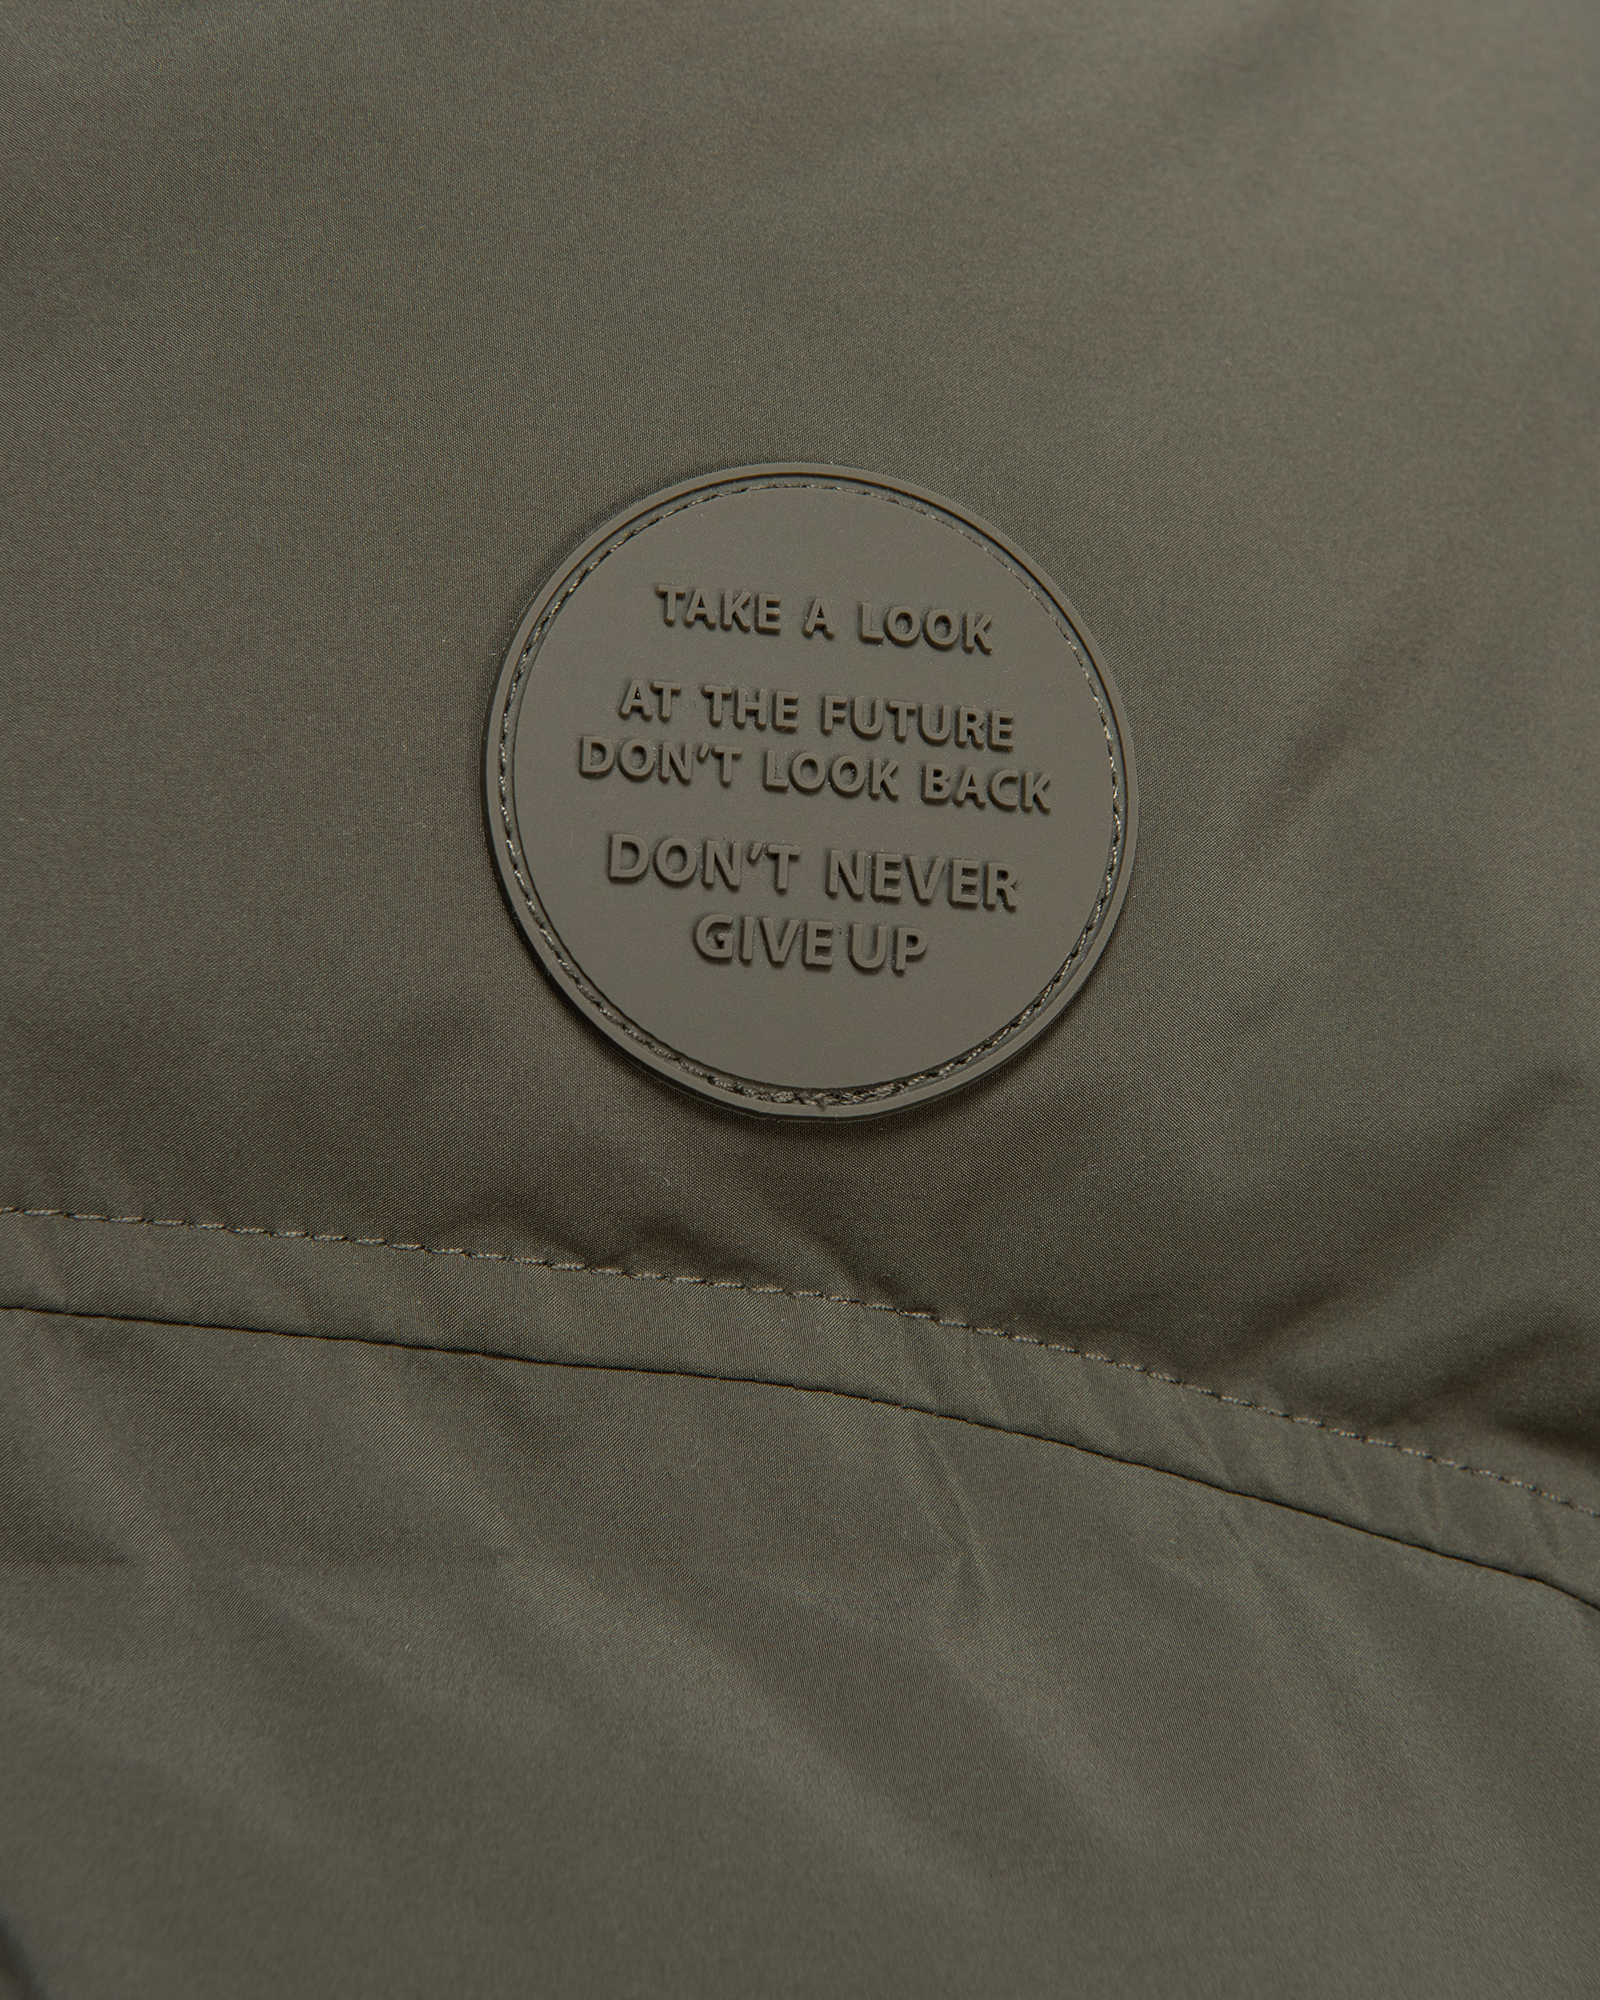 TAKE A LOOK
AT THE FUTURE
DON'T LOOK BACK
DON'T NEVER
GIVE UP